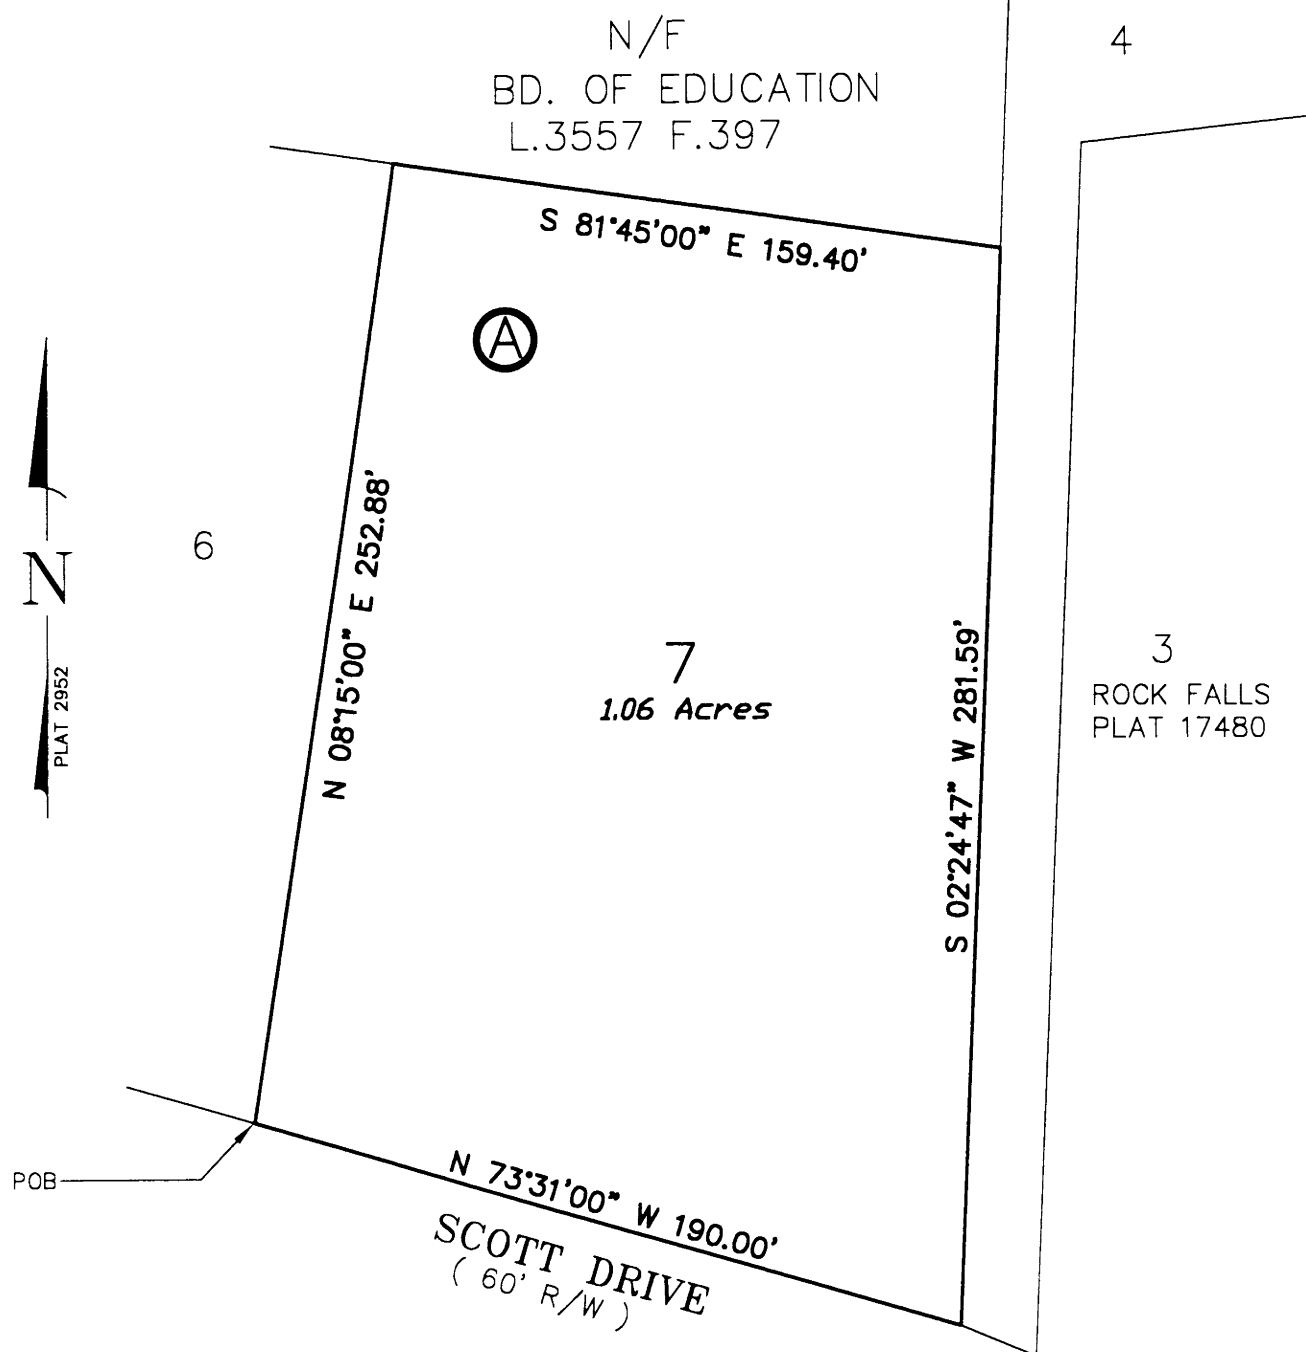 N/F
BD. OF EDUCATION
L.3557 F.397
4
S 81°45'00" E 159.40'
A
N 08°15'00" E 252.88'
6
N
PLAT 2952
7
1.06 Acres
S 02°24'47" W 281.59'
3
ROCK FALLS
PLAT 17480
POB
N 73°31'00" W 190.00'
SCOTT DRIVE
( 60' R/W )